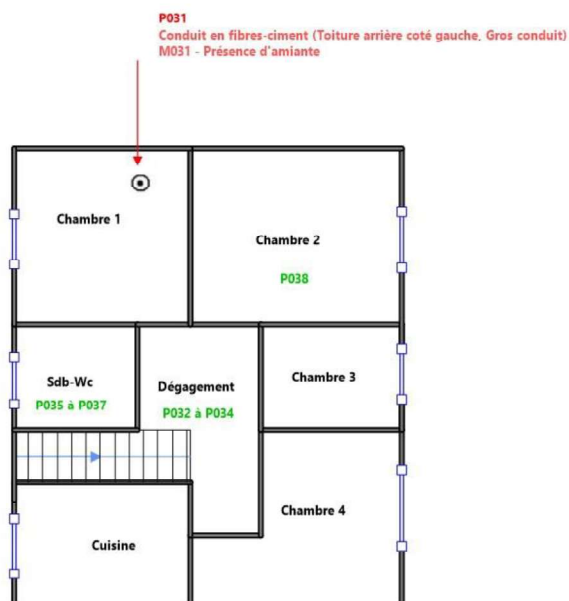 P031
Conduit en fibres-ciment (Toiture arrière coté gauche, Gros conduit)
M031 - Présence d'amiante
Chambre 1
Chambre 2
P038
Sdb-Wc
P035 à P037
Dégagement
P032 à P034
Chambre 3
Chambre 4
Cuisine